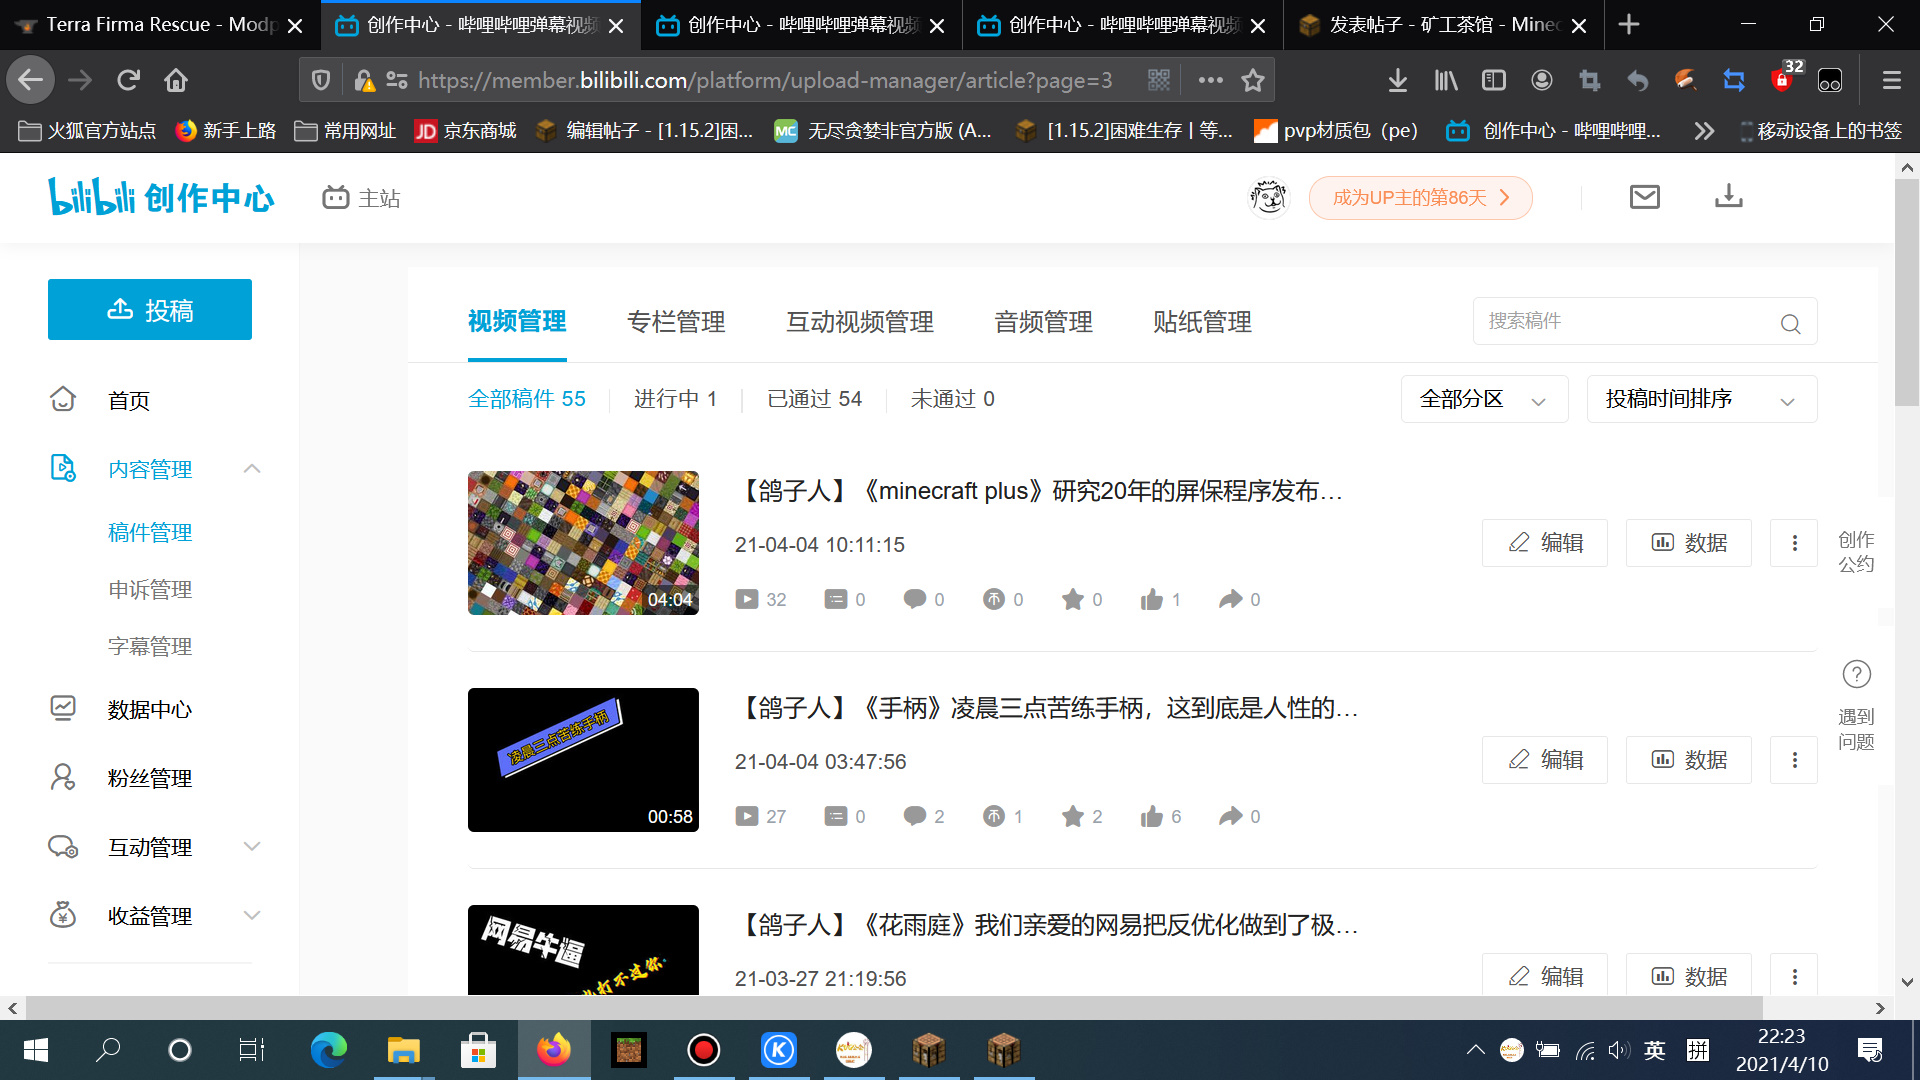 Terra Firma Rescue - Modp
创作中心 - 哔哩哔哩弹幕视频
创作中心 - 哔哩哔哩弹幕视频
创作中心 - 哔哩哔哩弹幕视频
发表帖子 - 矿工茶馆 - Minec
https://member.bilibili.com/platform/upload-manager/article?page=3
32
火狐官方站点
新手上路
常用网址
JD 京东商城
编辑帖子 - [1.15.2]困...
MC 无尽贪婪非官方版 (A...
[1.15.2]困难生存丨等...
pvp材质包（pe）
创作中心 - 哔哩哔哩...
移动设备上的书签
bilibili 创作中心
主站
成为UP主的第86天
投稿
首页
内容管理
稿件管理
申诉管理
字幕管理
数据中心
粉丝管理
互动管理
收益管理
视频管理
专栏管理
互动视频管理
音频管理
贴纸管理
搜索稿件
全部稿件 55
进行中 1
已通过 54
未通过 0
全部分区
投稿时间排序
04:04
【鸽子人】《minecraft plus》研究20年的屏保程序发布…
21-04-04 10:11:15
32 0 0 0 0 1 0
编辑
数据
凌晨三点苦练手柄
00:58
【鸽子人】《手柄》凌晨三点苦练手柄，这到底是人性的…
21-04-04 03:47:56
27 0 2 1 2 6 0
编辑
数据
网易牛逼
打不过你.
【鸽子人】《花雨庭》我们亲爱的网易把反优化做到了极…
21-03-27 21:19:56
编辑
数据
创作
公约
遇到
问题
K
英
拼
22:23
2021/4/10